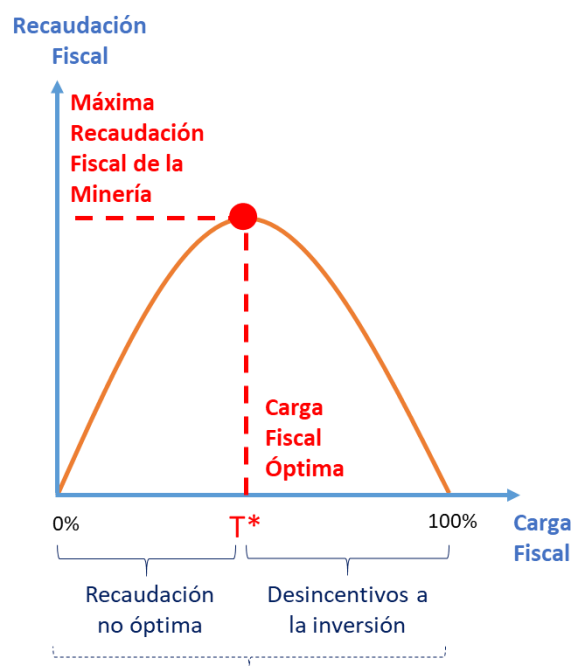 Recaudación
Fiscal
Máxima
Recaudación
Fiscal de la
Minería
Carga
Fiscal
Óptima
0%
T*
100%
Carga
Fiscal
Recaudación
no óptima
Desincentivos a
la inversión